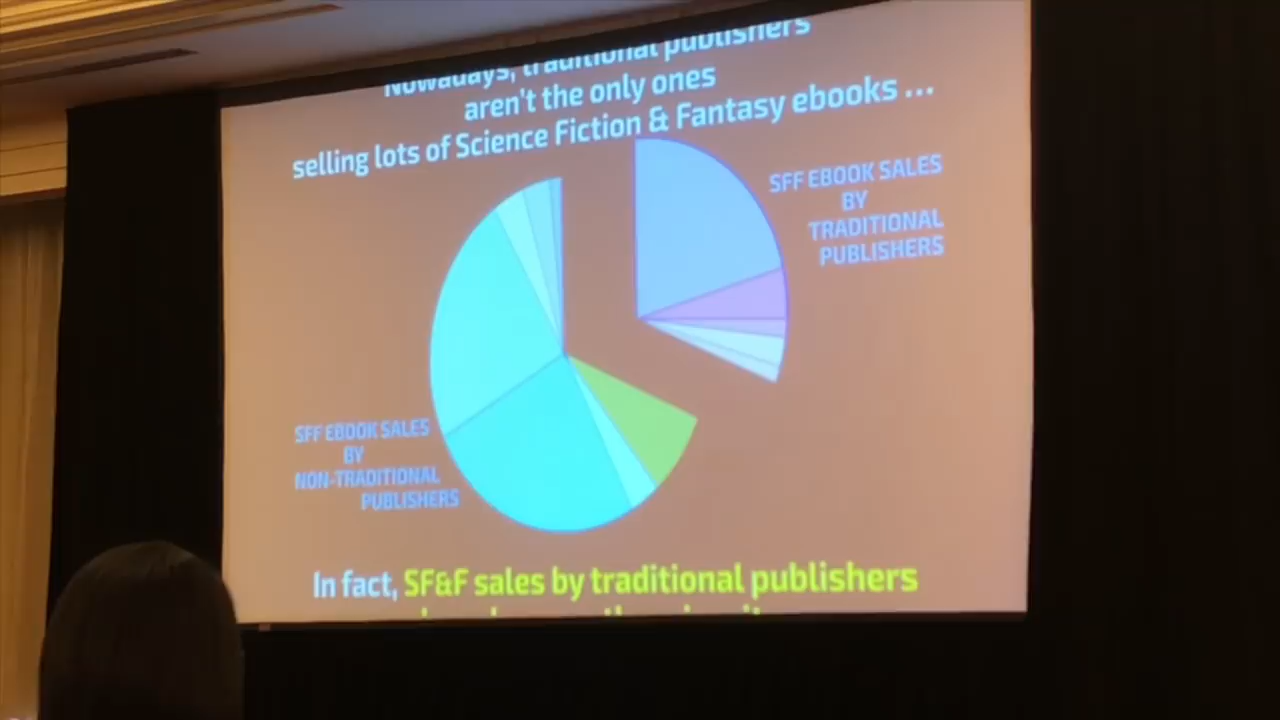 Nowadays, traditional publishers
aren't the only ones
selling lots of Science Fiction & Fantasy ebooks ...
SFF EBOOK SALES
BY
TRADITIONAL
PUBLISHERS
SFF EBOOK SALES
BY
NON-TRADITIONAL
PUBLISHERS
In fact, SF&F sales by traditional publishers